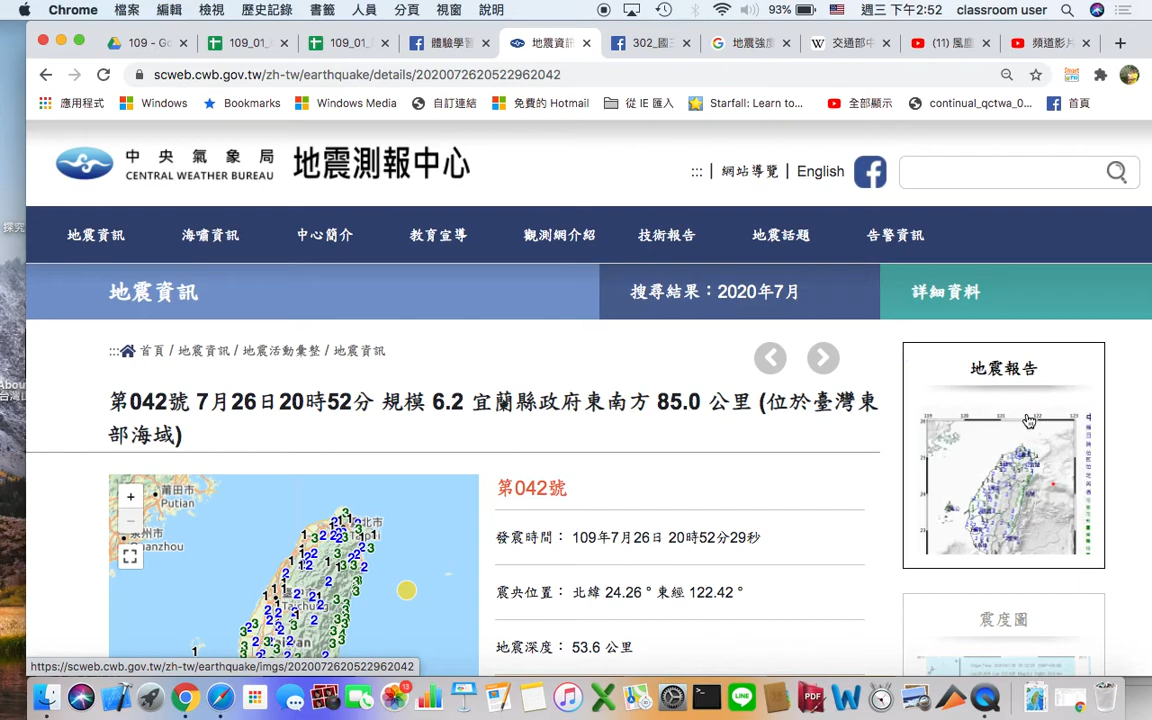 Chrome 檔案 編輯 檢視 歷史記錄 書籤 人員 分頁 視窗 說明 93% 週三 下午2:52 classroom user
109 - Go 109_01_ 109_01_ 體驗學習 地震資訊 302_國 地震強度 交通部中 (11) 風 頻道影片
scweb.cwb.gov.tw/zh-tw/earthquake/details/2020072620522962042
應用程式 Windows Bookmarks Windows Media 自訂連結 免費的 Hotmail 從 IE 匯入 Starfall: Learn to... 全部顯示 continual_qctwa_0... 首頁
中央氣象局 地震測報中心
CENTRAL WEATHER BUREAU
::: | 網站導覽 | English
地震資訊 海嘯資訊 中心簡介 教育宣導 觀測網介紹 技術報告 地震話題 告警資訊
地震資訊 搜尋結果：2020年7月 詳細資料
::: 首頁 / 地震資訊 / 地震活動彙整 / 地震資訊
第042號 7月26日20時52分 規模 6.2 宜蘭縣政府東南方 85.0 公里 (位於臺灣東
部海域)
地震報告
第042號
發震時間： 109年7月26日 20時52分29秒
震央位置： 北緯 24.26 ° 東經 122.42 °
地震深度： 53.6 公里
莆田市
Putian
泉州市
Quanzhou
震度圖
https://scweb.cwb.gov.tw/zh-tw/earthquake/imgs/2020072620522962042